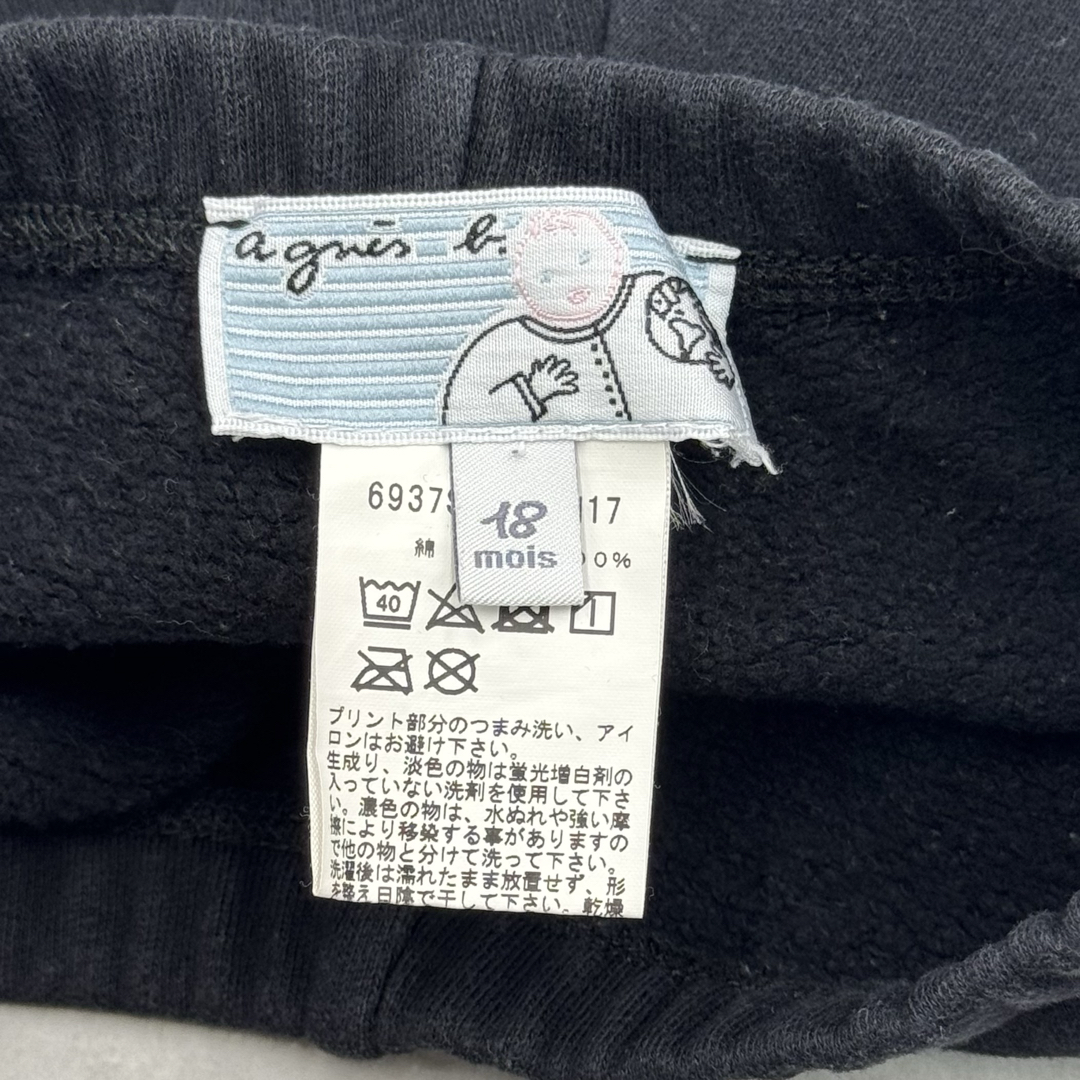 agnès b.
6937
17
18
mois
綿
0%
40
1
プリント部分のつまみ洗い、アイ
ロンはお避け下さい。
生成り、淡色の物は蛍光増白剤の
入っていない洗剤を使用して下さ
い。濃色の物は、水ぬれや強い摩
擦により移染する事がありますの
で他の物と分けて洗って下さい。
洗濯後は濡れたまま放置せず、形
を整え日陰で干して下さい。乾燥